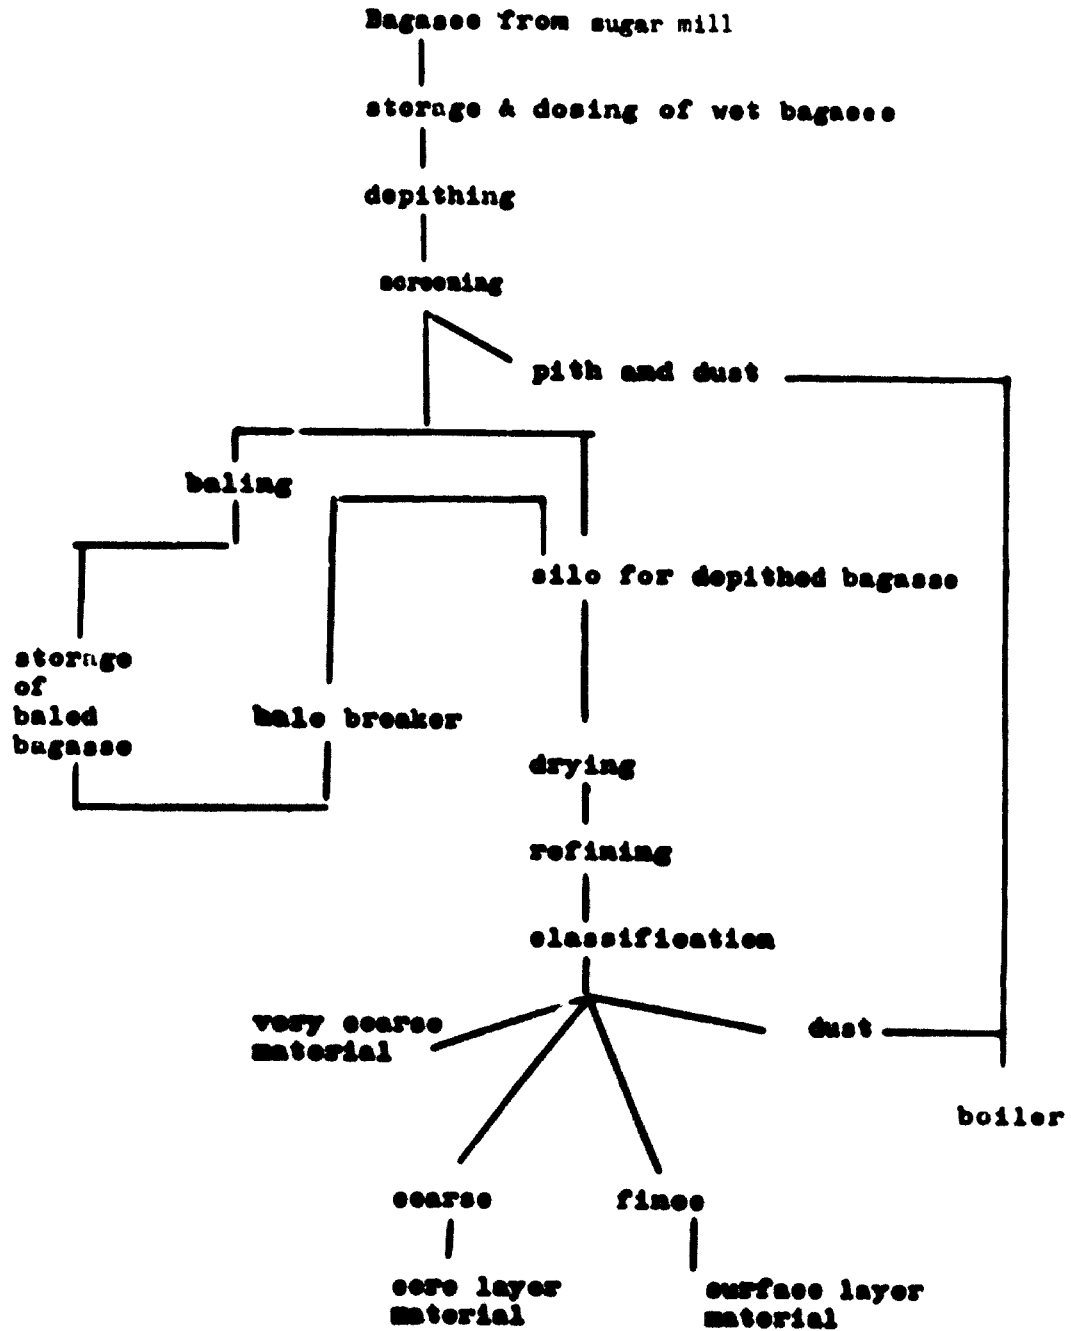 Bagasse from sugar mill
storage & dosing of wet bagasse
depithing
screening
pith and dust
baling
silo for depithed bagasse
storage
of
baled
bagasse
bale breaker
drying
refining
classification
very coarse
material
dust
boiler
coarse
fines
core layer
material
surface layer
material